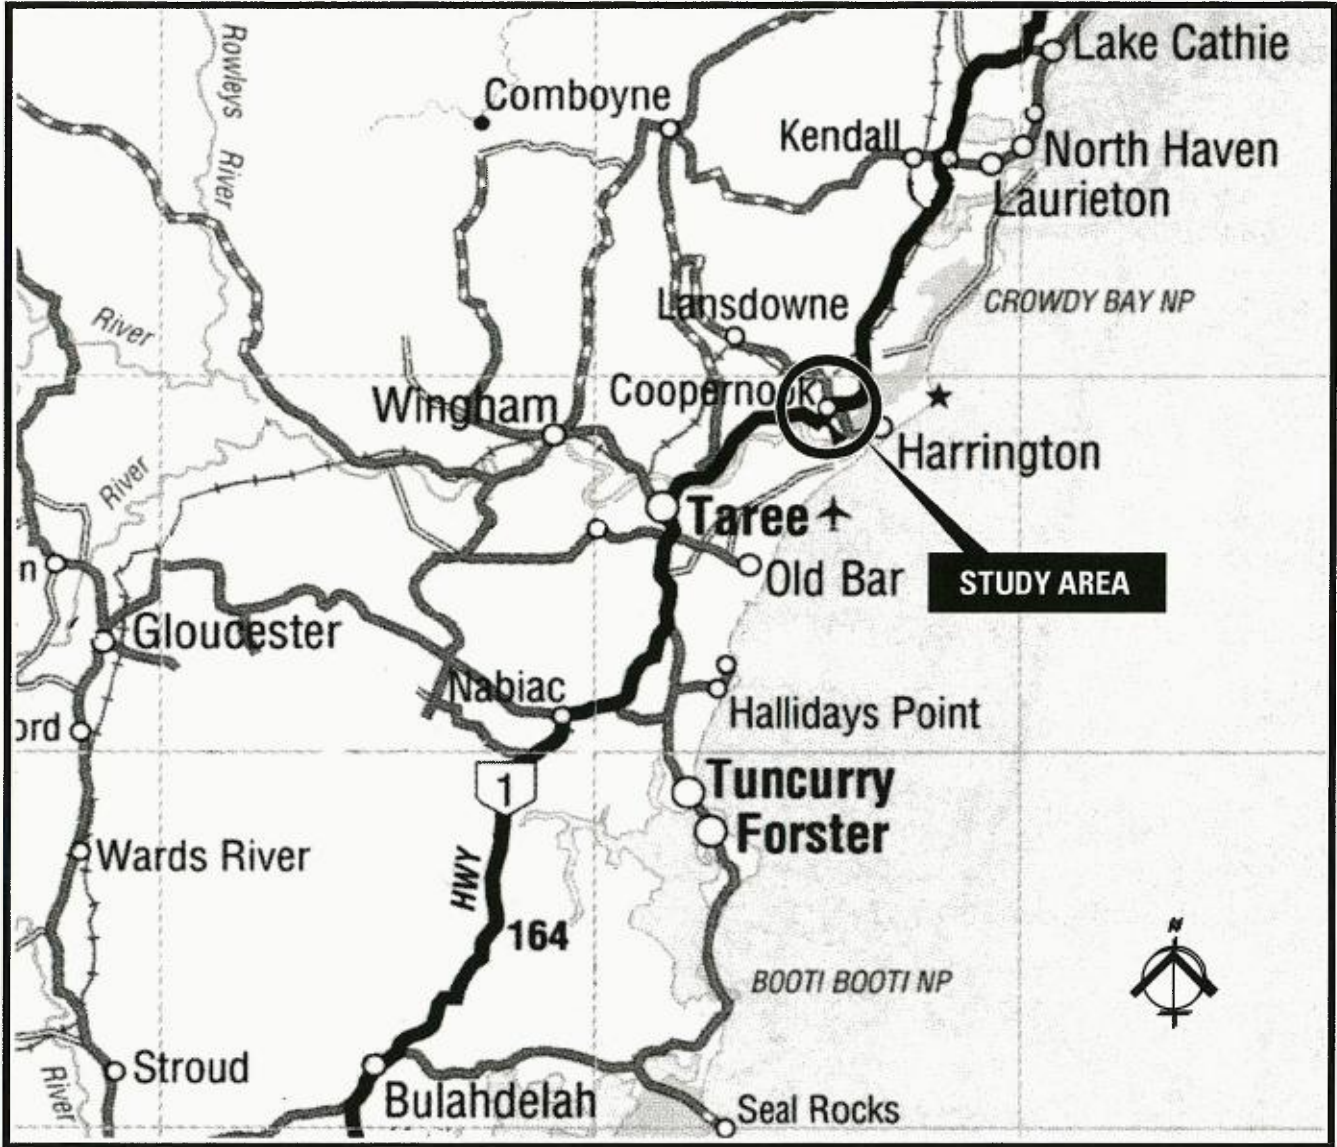 Lake Cathie
Rowleys River
Comboyne
Kendall
North Haven
Laurieton
CROWDY BAY NP
Lansdowne
River
Coopernook
Wingham
Harrington
River
Taree
STUDY AREA
n
Old Bar
Gloucester
Nabiac
Hallidays Point
ord
1
Tuncurry
Forster
Wards River
HWY
164
N
BOOTI BOOTI NP
Stroud
River
Bulahdelah
Seal Rocks